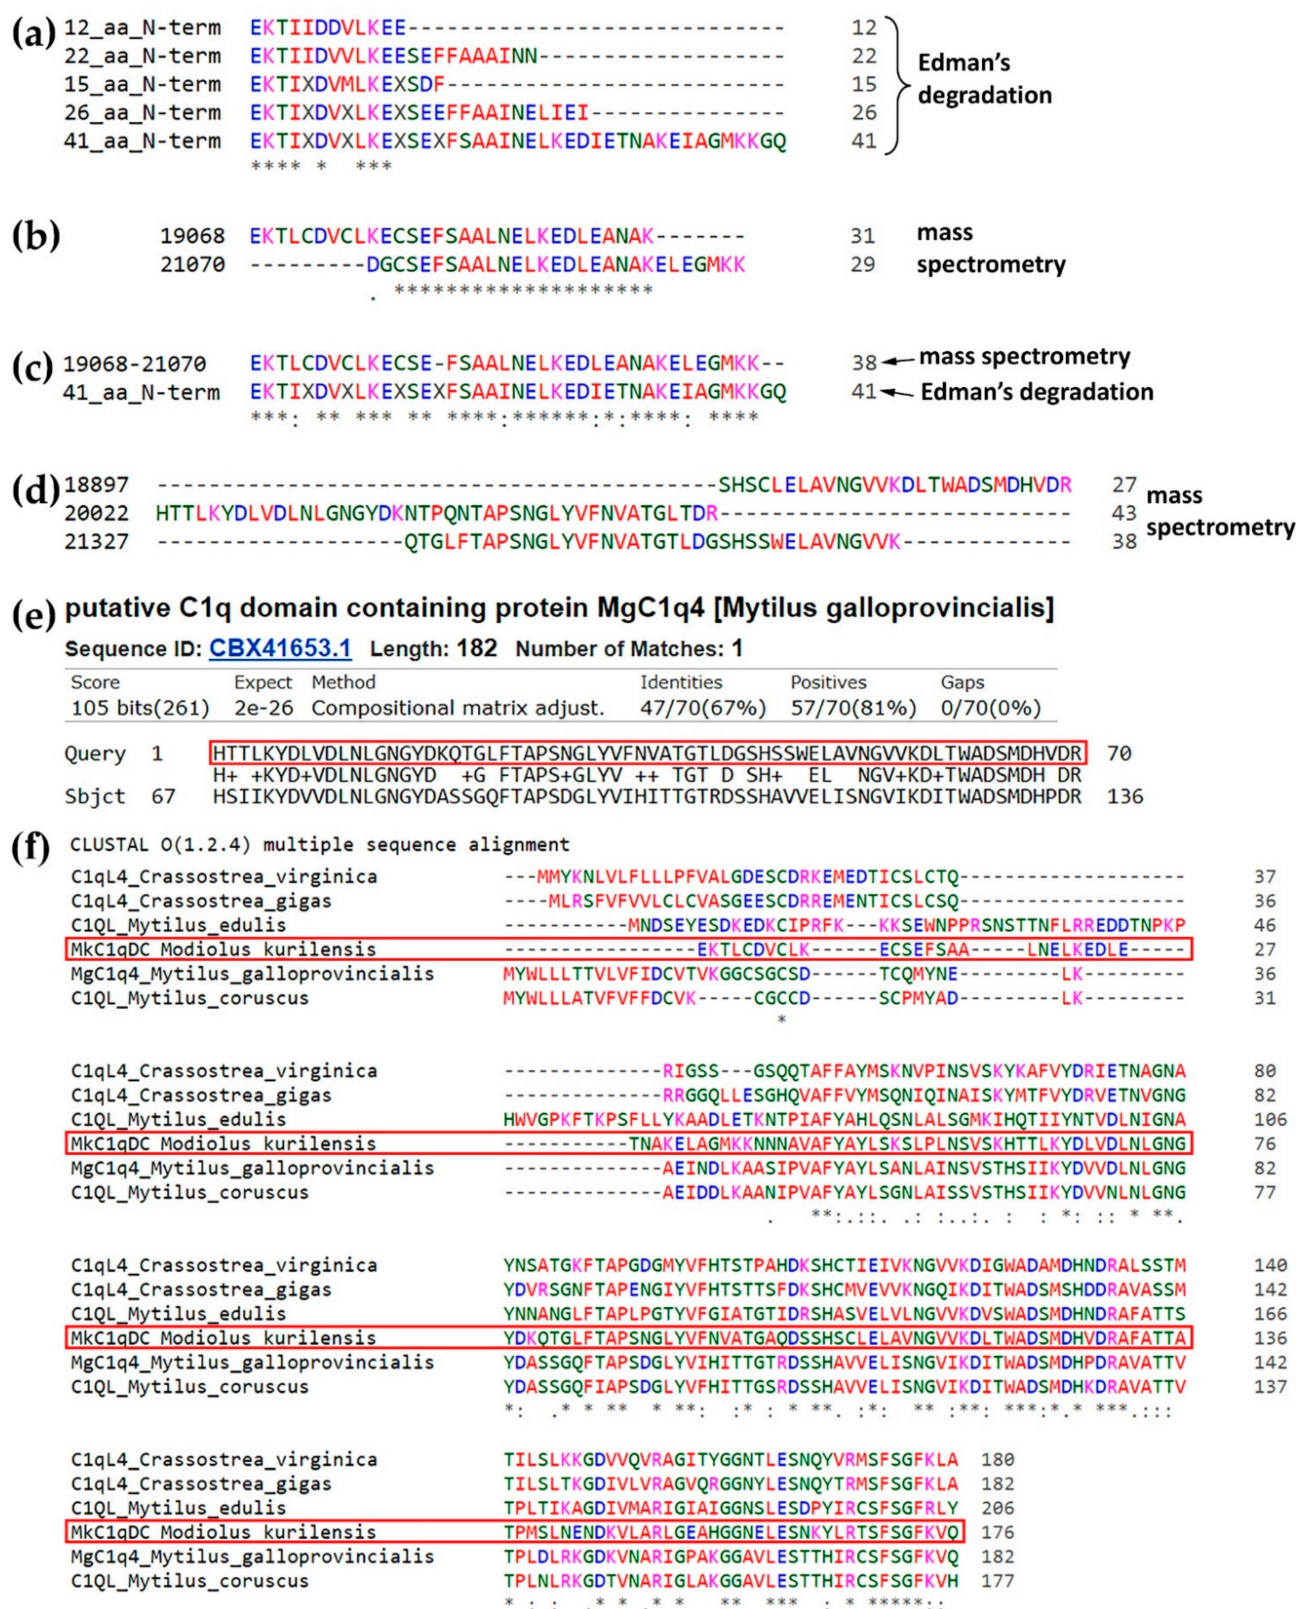 (a) 12_aa_N-term EKTIIDDVLKEE----------------------------- 12
22_aa_N-term EKTIIDVVLKEESEFFAAAINN------------------- 22
15_aa_N-term EKTIXDVMLKEXSDF-------------------------- 15
26_aa_N-term EKTIXDVXLKEXSEEFFAAINELIEI--------------- 26
41_aa_N-term EKTIXDVXLKEXSEXFSAAINELKEDIETNAKEIAGMKKGQ 41
**** *  ***
Edman's
degradation
(b) 19068 EKTLCDVCLKECSEFSAALNELKEDLEANAK------- 31
21070 ---------DGCSEFSAALNELKEDLEANAKELEGMKK 29
. ********************
mass
spectrometry
(c) 19068-21070 EKTLCDVCLKECSE-FSAALNELKEDLEANAKELEGMKK-- 38 mass spectrometry
41_aa_N-term EKTIXDVXLKEXSEXFSAAINELKEDIETNAKEIAGMKKGQ 41 Edman's degradation
***: ** *** ** ****:******:*:****: ****
(d) 18897 -------------------------------------------SHSCLELAVNGVVKDLTWADSMDHVDR 27
20022 HTTLKYDLVDLNLGNGYDKNTPQNTAPSNGLYVFNVATGLTDR--------------------------- 43
21327 -------------------QTGLFTAPSNGLYVFNVATGTLDGSHSSWELAVNGVVK------------- 38
mass
spectrometry
(e) putative C1q domain containing protein MgC1q4 [Mytilus galloprovincialis]
Sequence ID: CBX41653.1 Length: 182 Number of Matches: 1
Score Expect Method Identities Positives Gaps
105 bits(261) 2e-26 Compositional matrix adjust. 47/70(67%) 57/70(81%) 0/70(0%)
Query 1 HTTLKYDLVDLNLGNGYDKQTGLFTAPSNGLYVFNVATGTLDGSHSSWELAVNGVVKDLTWADSMDHVDR 70
H+ +KYD+VDLNLGNGYD  +G FTAPS+GLYV ++ TGT D SH+  EL  NGV+KD+TWADSMDH DR
Sbjct 67 HSIIKYDVVDLNLGNGYDASSGQFTAPSDGLYVIHITTGTRDSSHAVVELISNGVIKDITWADSMDHPDR 136
(f) CLUSTAL O(1.2.4) multiple sequence alignment
C1qL4_Crassostrea_virginica ---MMYKNLVLFLLLPFVALGDESCDRKEMEDTICSLCTQ----------------- 37
C1qL4_Crassostrea_gigas ----MLRSFVFVVLCLCVASGEESCDRREMENTICSLCSQ----------------- 36
C1QL_Mytilus_edulis ----------MNDSEYESDKEDKCIPRFK---KKSEWNPPRSNSTTNFLRREDDTNPKP 46
MkC1qDC_Modiolus_kurilensis ---------------EKTLCDVCLK------ECSEFSAA-----LNELKEDLE----- 27
MgC1q4_Mytilus_galloprovincialis MYWLLLTTVLVFIDCVTVKGGCSGCSD------TCQMYNE--------LK--------- 36
C1QL_Mytilus_coruscus MYWLLLATVFVFFDCVK-----CGCCD------SCPMYAD--------LK--------- 31
*
C1qL4_Crassostrea_virginica ------------RIGSS---GSQQTAFFAYMSKNVPINSVSKYKAFVYDRIETNAGNA 80
C1qL4_Crassostrea_gigas ------------RRGGQLLESGHQVAFFVYMSQNIQINAISKYMTFVYDRVETNVGNG 82
C1QL_Mytilus_edulis HWVGPKFTKPSFLLYKAADLETKNTPIAFYAHLQSNLALSGMKIHQTIIYNTVDLNIGNA 106
MkC1qDC_Modiolus_kurilensis ----------TNAKELAGMKKNNNAVAFYAYLSKSLPLNSVSKHTTLKYDLVDLNLGNG 76
MgC1q4_Mytilus_galloprovincialis ------------AEINDLKAASIPVAFYAYLSANLAINSVSTHSIIKYDVVDLNLGNG 82
C1QL_Mytilus_coruscus ------------AEIDDLKAANIPVAFYAYLSGNLAISSVSTHSIIKYDVVNLNLGNG 77
.   **:.::. .: :..:. : : *: :: * **.
C1qL4_Crassostrea_virginica YNSATGKFTAPGDGMYVFHTSTPAHDKSHCTIEIVKNGVVKDIGWADAMDHNDRALSSTM 140
C1qL4_Crassostrea_gigas YDVRSGNFTAPENGIYVFHTSTTSFDKSHCMVEVVKNGQIKDITWADSMSHDDRAVASSM 142
C1QL_Mytilus_edulis YNNANGLFTAPLPGTYVFGIATGTIDRSHASVELVLNGVVKDVSWADSMDHNDRAFATTS 166
MkC1qDC_Modiolus_kurilensis YDKQTGLFTAPSNGLYVFNVATGAQDSSHSCLELAVNGVVKDLTWADSMDHVDRAFATTA 136
MgC1q4_Mytilus_galloprovincialis YDASSGQFTAPSDGLYVIHITTGTRDSSHAVVELISNGVIKDITWADSMDHPDRAVATTV 142
C1QL_Mytilus_coruscus YDASSGQFIAPSDGLYVFHITTGSRDSSHAVVELISNGVIKDITWADSMDHKDRAVATTV 137
*: .* * ** * **: :* : * **. :*: ** :**: ***:*.* ***.:::
C1qL4_Crassostrea_virginica TILSLKKGDVVQVRAGITYGGNTLESNQYVRMSFSGFKLA 180
C1qL4_Crassostrea_gigas TILSLTKGDIVLVRAGVQRGGNYLESNQYTRMSFSGFKLA 182
C1QL_Mytilus_edulis TPLTIKAGDIVMARIGIAIGGNSLESDPYIRCSFSGFRLY 206
MkC1qDC_Modiolus_kurilensis TPMSLNENDKVLARLGEAHGGNELESNKYLRTSFSGFKVQ 176
MgC1q4_Mytilus_galloprovincialis TPLDLRKGDKVNARIGPAKGGAVLESTTHIRCSFSGFKVQ 182
C1QL_Mytilus_coruscus TPLNLRKGDTVNARIGLAKGGAVLESTTHIRCSFSGFKVH 177
* : : * * * * ** *** : * *****::